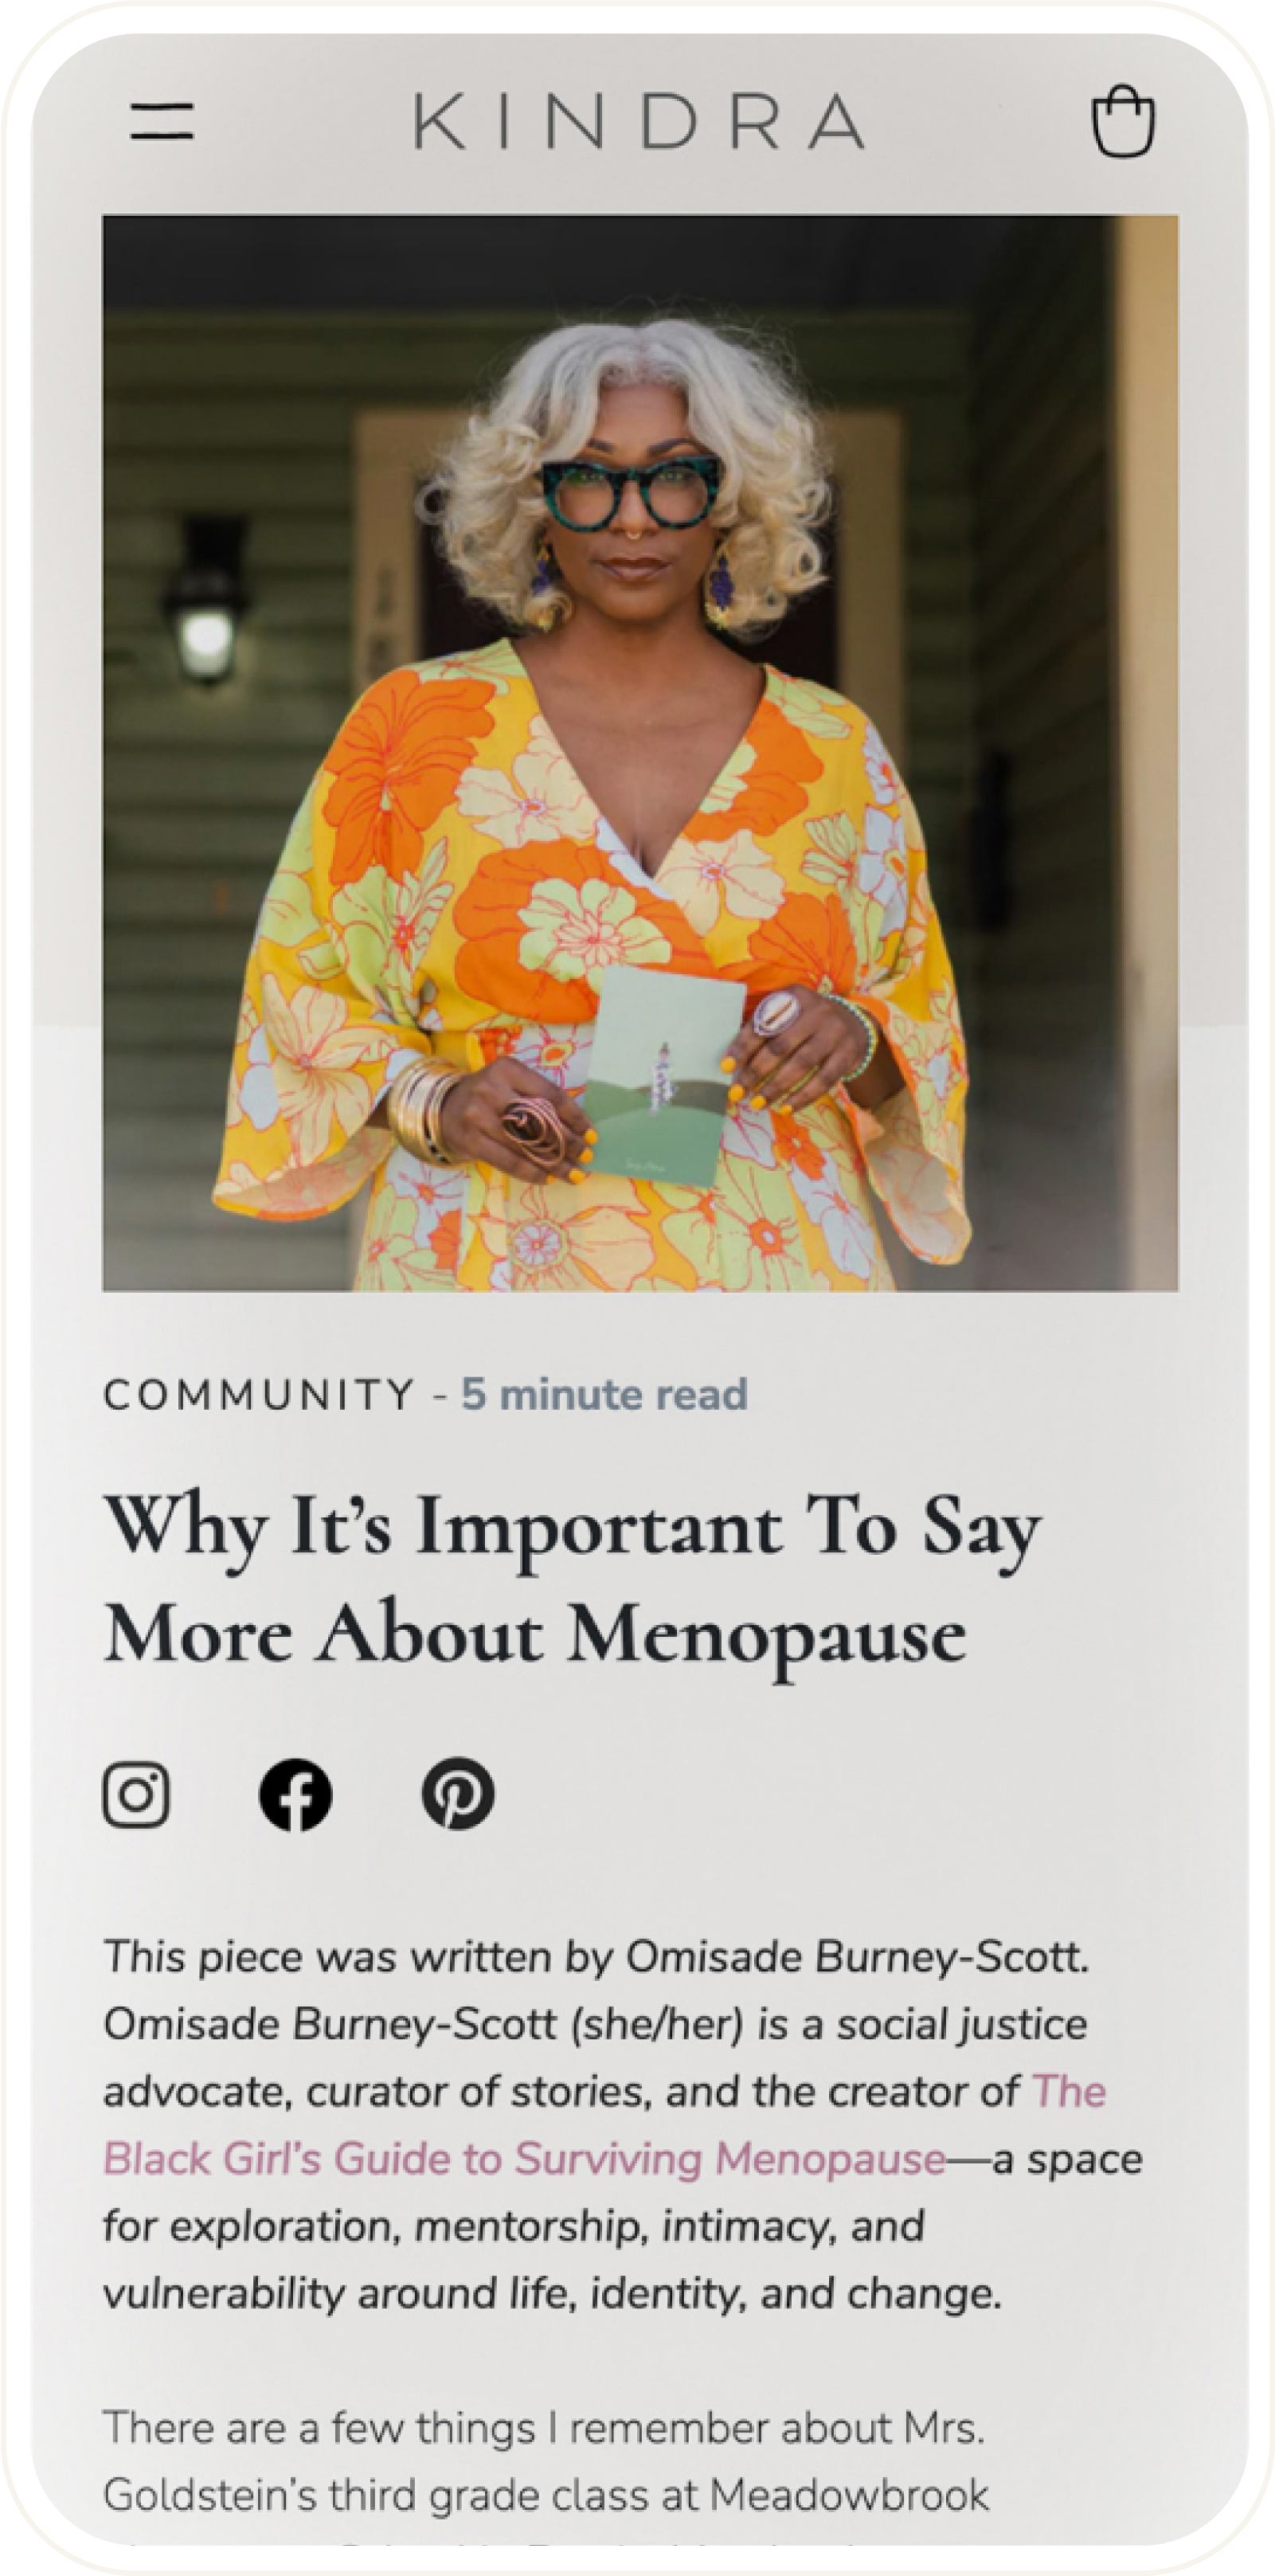 KINDRA
COMMUNITY - 5 minute read
Why It’s Important To Say
More About Menopause
This piece was written by Omisade Burney-Scott.
Omisade Burney-Scott (she/her) is a social justice
advocate, curator of stories, and the creator of The
Black Girl’s Guide to Surviving Menopause—a space
for exploration, mentorship, intimacy, and
vulnerability around life, identity, and change.
There are a few things I remember about Mrs.
Goldstein’s third grade class at Meadowbrook